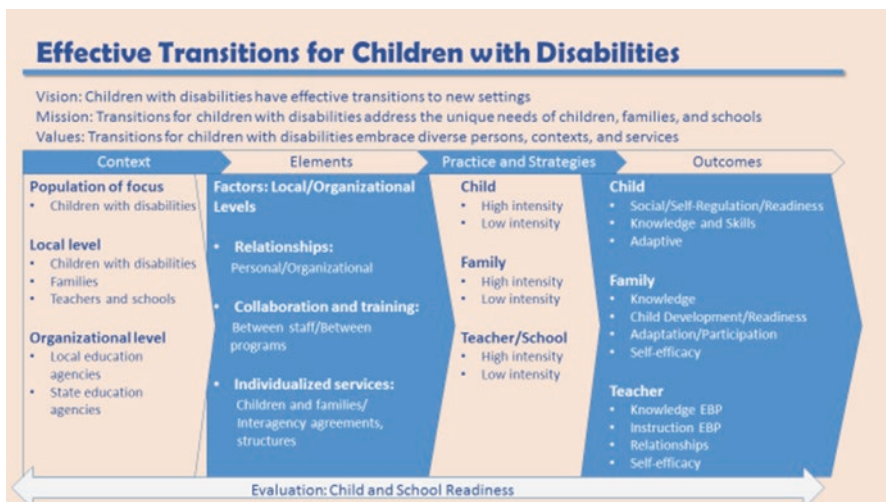 Effective Transitions for Children with Disabilities
Vision: Children with disabilities have effective transitions to new settings
Mission: Transitions for children with disabilities address the unique needs of children, families, and schools
Values: Transitions for children with disabilities embrace diverse persons, contexts, and services
Context
Population of focus
• Children with disabilities
Local level
• Children with disabilities
• Families
• Teachers and schools
Organizational level
• Local education
agencies
• State education
agencies
Elements
Factors: Local/Organizational
Levels
• Relationships:
Personal/Organizational
• Collaboration and training:
Between staff/Between
programs
• Individualized services:
Children and families/
Interagency agreements,
structures
Practice and Strategies
Child
• High intensity
• Low intensity
Family
• High intensity
• Low intensity
Teacher/School
• High intensity
• Low intensity
Outcomes
Child
• Social/Self-Regulation/Readiness
• Knowledge and Skills
• Adaptive
Family
• Knowledge
• Child Development/Readiness
• Adaptation/Participation
• Self-efficacy
Teacher
• Knowledge EBP
• Instruction EBP
• Relationships
• Self-efficacy
Evaluation: Child and School Readiness